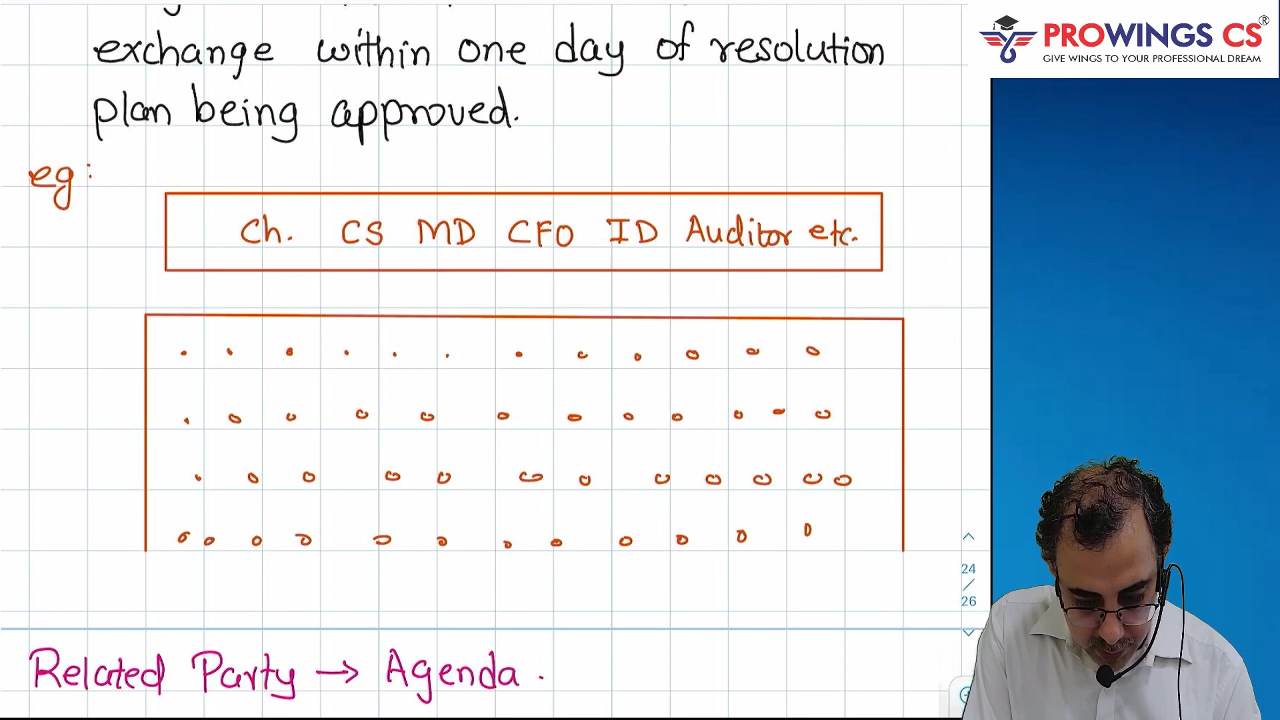 exchange within one day of resolution
PROWINGS CS®
GIVE WINGS TO YOUR PROFESSIONAL DREAM
plan being approved.
eg:
Ch. CS MD CFO ID Auditor etc.
24
/
26
Related Party → Agenda.